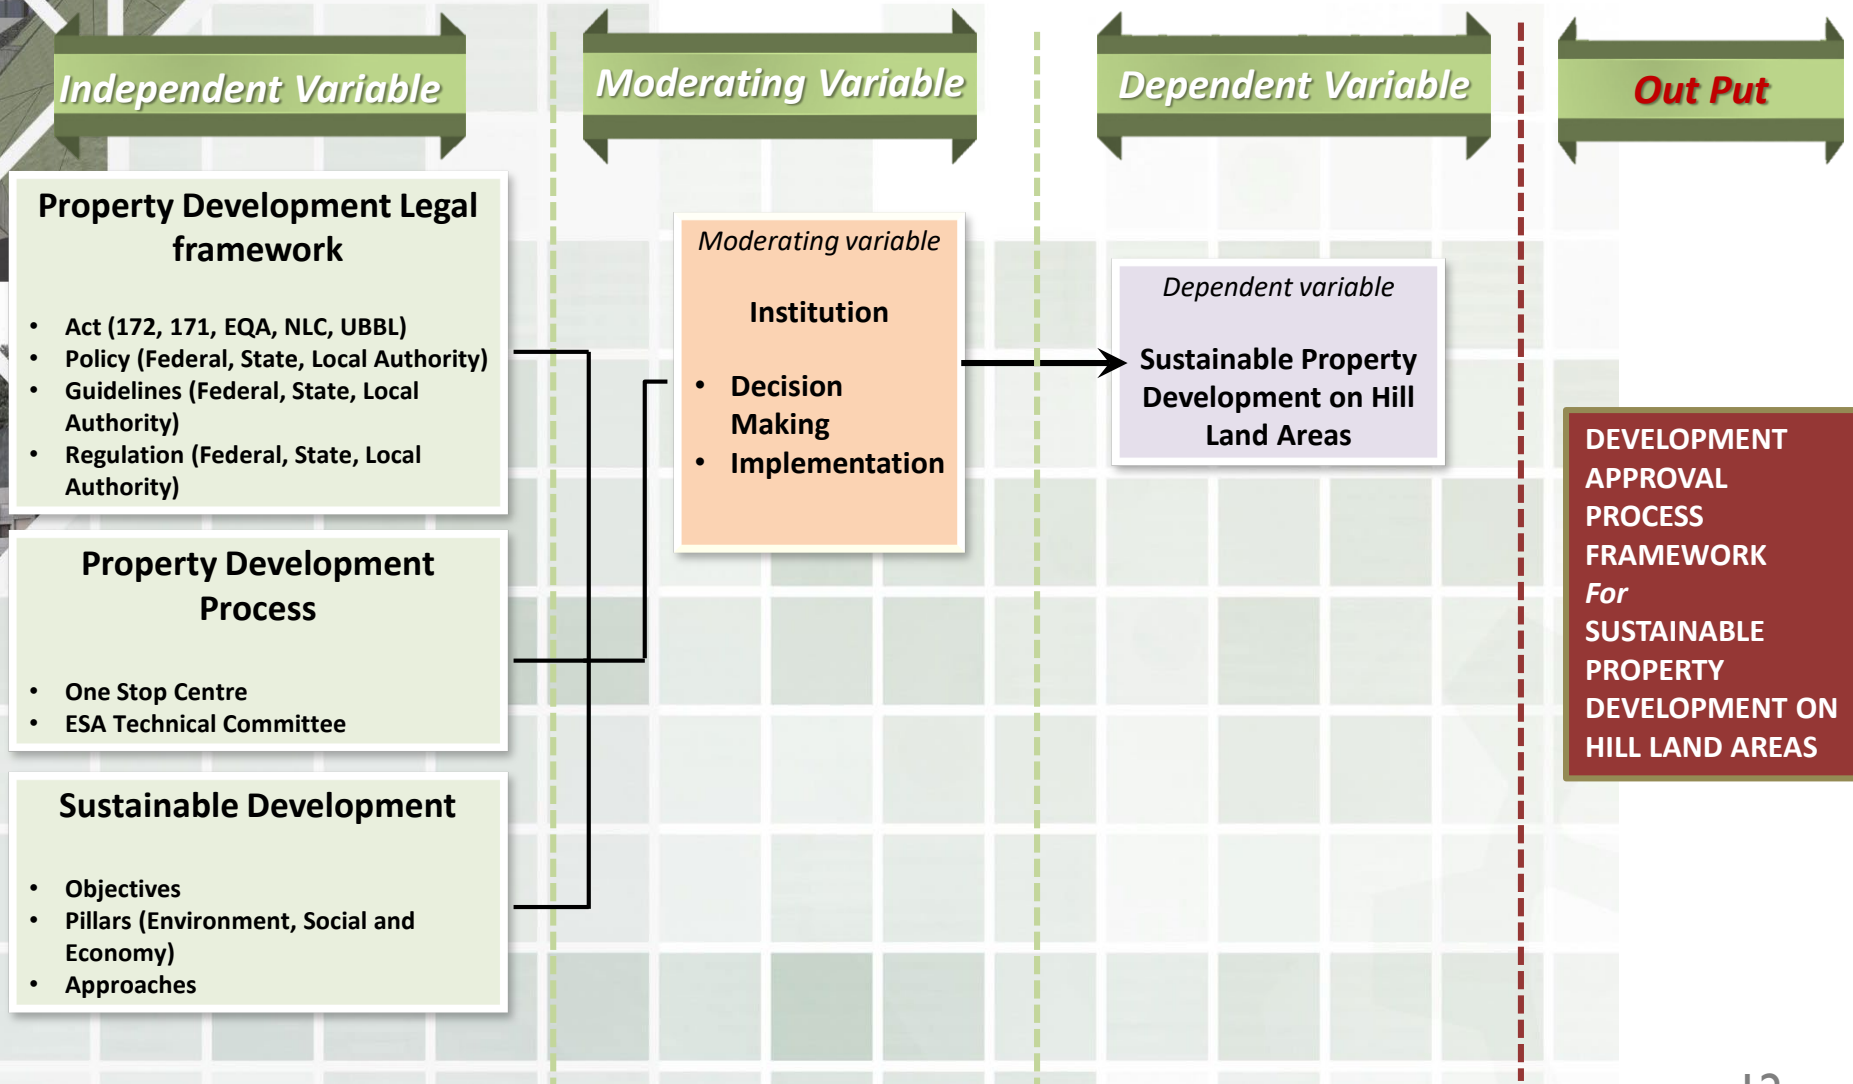 Independent Variable
Moderating Variable
Dependent Variable
Out Put
Property Development Legal
framework
• Act (172, 171, EQA, NLC, UBBL)
• Policy (Federal, State, Local Authority)
• Guidelines (Federal, State, Local
Authority)
• Regulation (Federal, State, Local
Authority)
Property Development
Process
• One Stop Centre
• ESA Technical Committee
Sustainable Development
• Objectives
• Pillars (Environment, Social and
Economy)
• Approaches
Moderating variable
Institution
• Decision
Making
• Implementation
Dependent variable
Sustainable Property
Development on Hill
Land Areas
DEVELOPMENT
APPROVAL
PROCESS
FRAMEWORK
For
SUSTAINABLE
PROPERTY
DEVELOPMENT ON
HILL LAND AREAS